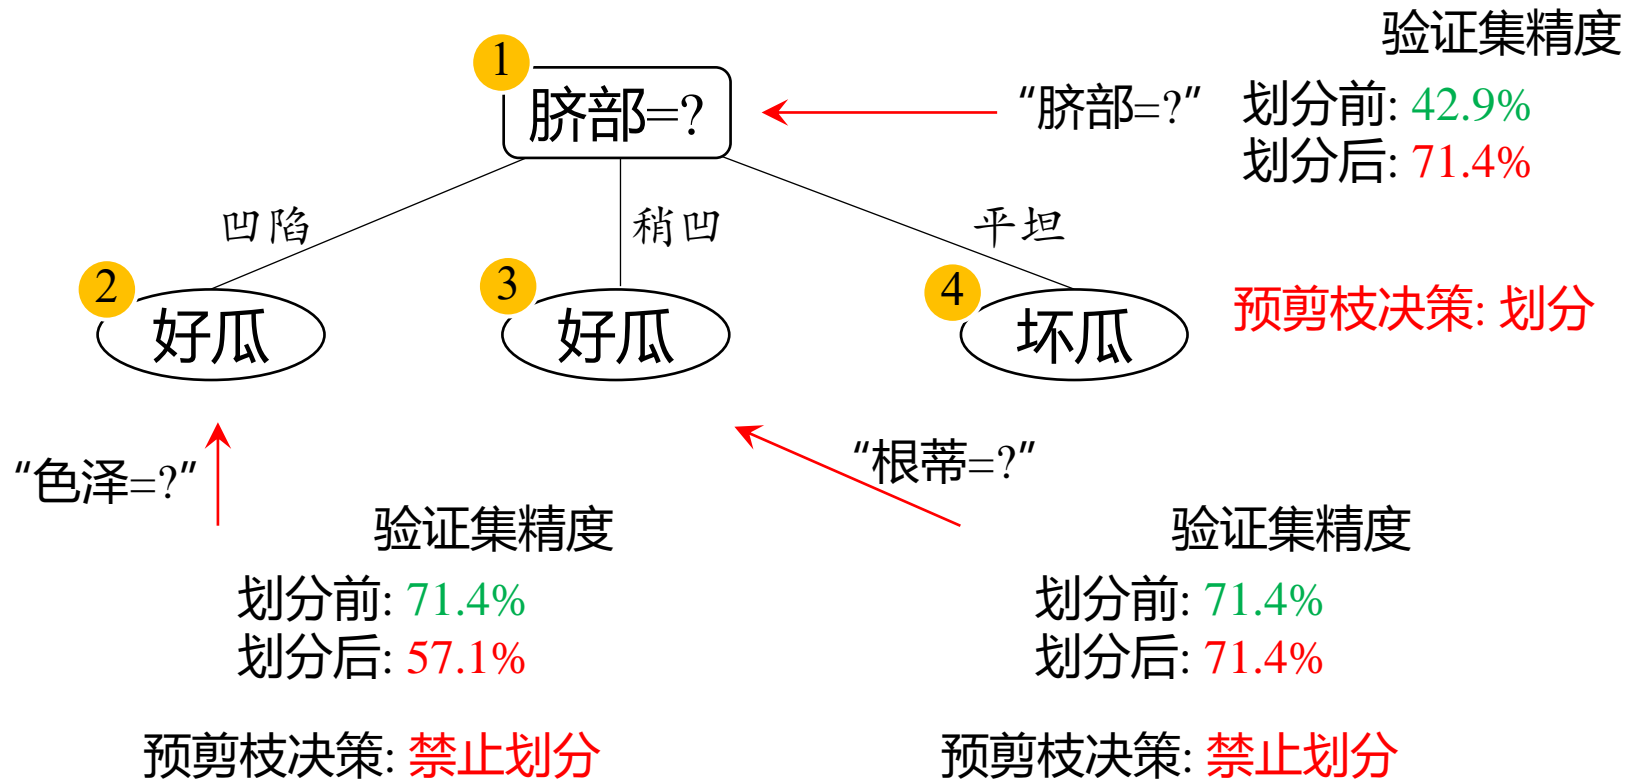 验证集精度
1
脐部=?
“脐部=?”
划分前: 42.9%
划分后: 71.4%
凹陷
稍凹
平坦
2
好瓜
3
好瓜
4
坏瓜
预剪枝决策: 划分
“色泽=?”
“根蒂=?”
验证集精度
划分前: 71.4%
划分后: 57.1%
预剪枝决策: 禁止划分
验证集精度
划分前: 71.4%
划分后: 71.4%
预剪枝决策: 禁止划分